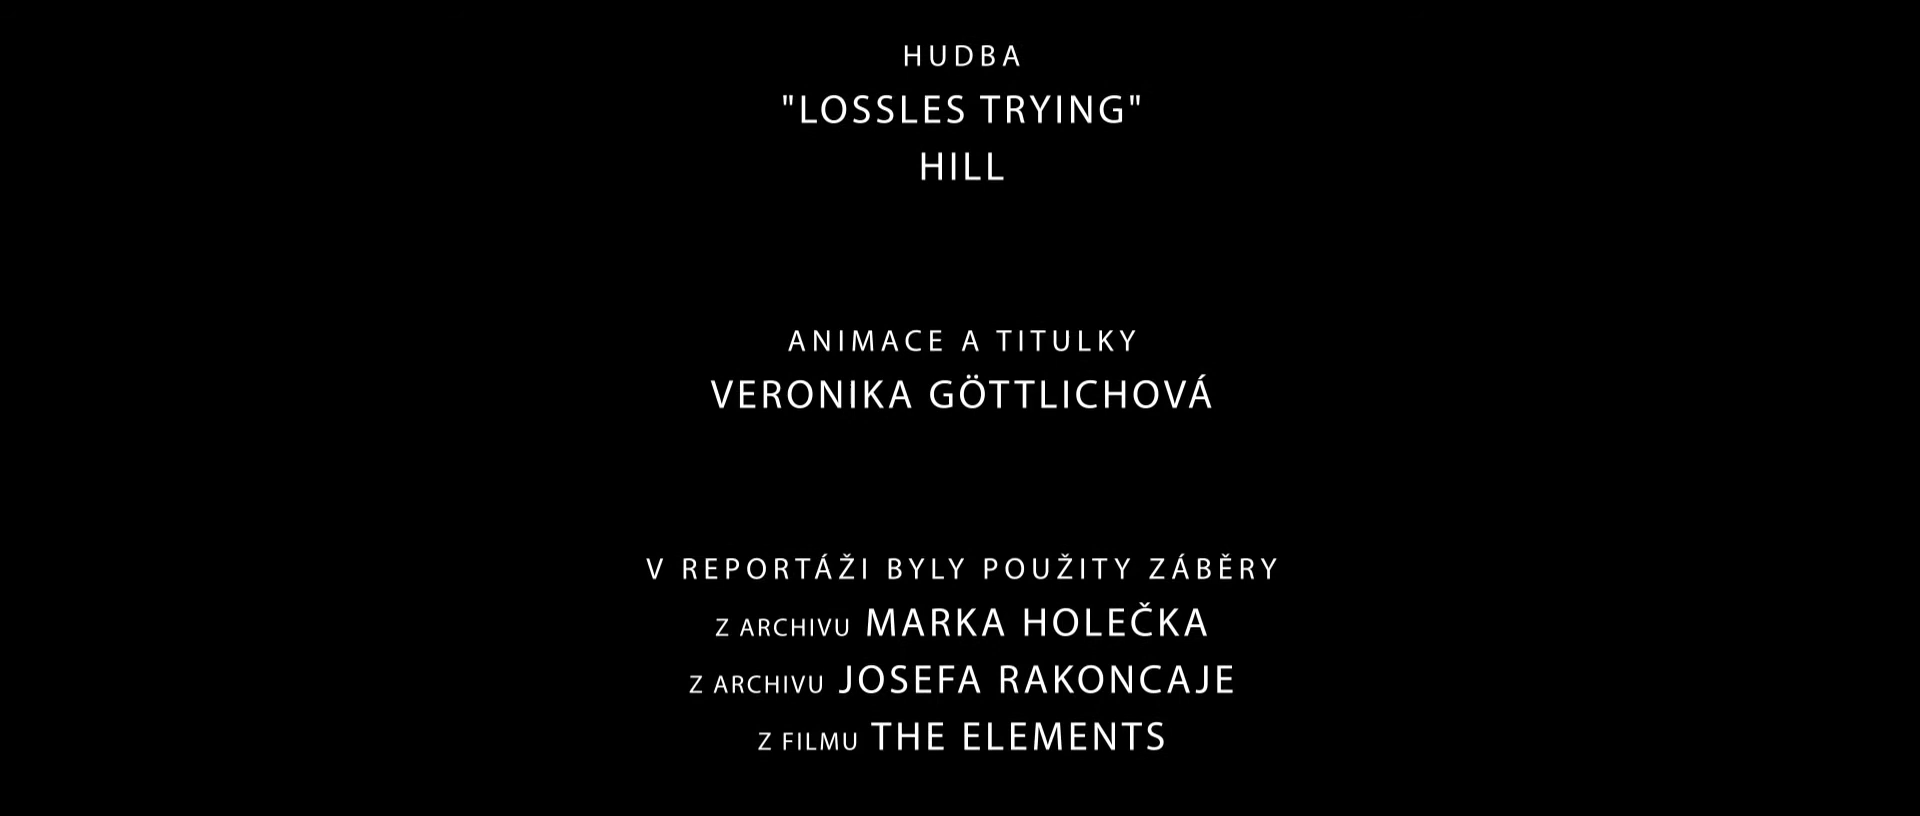 HUDBA
"LOSSLES TRYING"
HILL
ANIMACE A TITULKY
VERONIKA GÖTTLICHOVÁ
V REPORTÁŽI BYLY POUŽITY ZÁBĚRY
Z ARCHIVU MARKA HOLEČKA
Z ARCHIVU JOSEFA RAKONCAJE
Z FILMU THE ELEMENTS